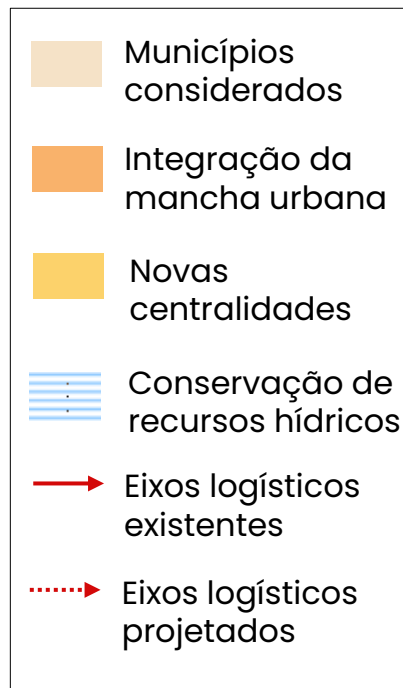 Municípios
considerados
Integração da
mancha urbana
Novas
centralidades
Conservação de
recursos hídricos
Eixos logísticos
existentes
Eixos logísticos
projetados